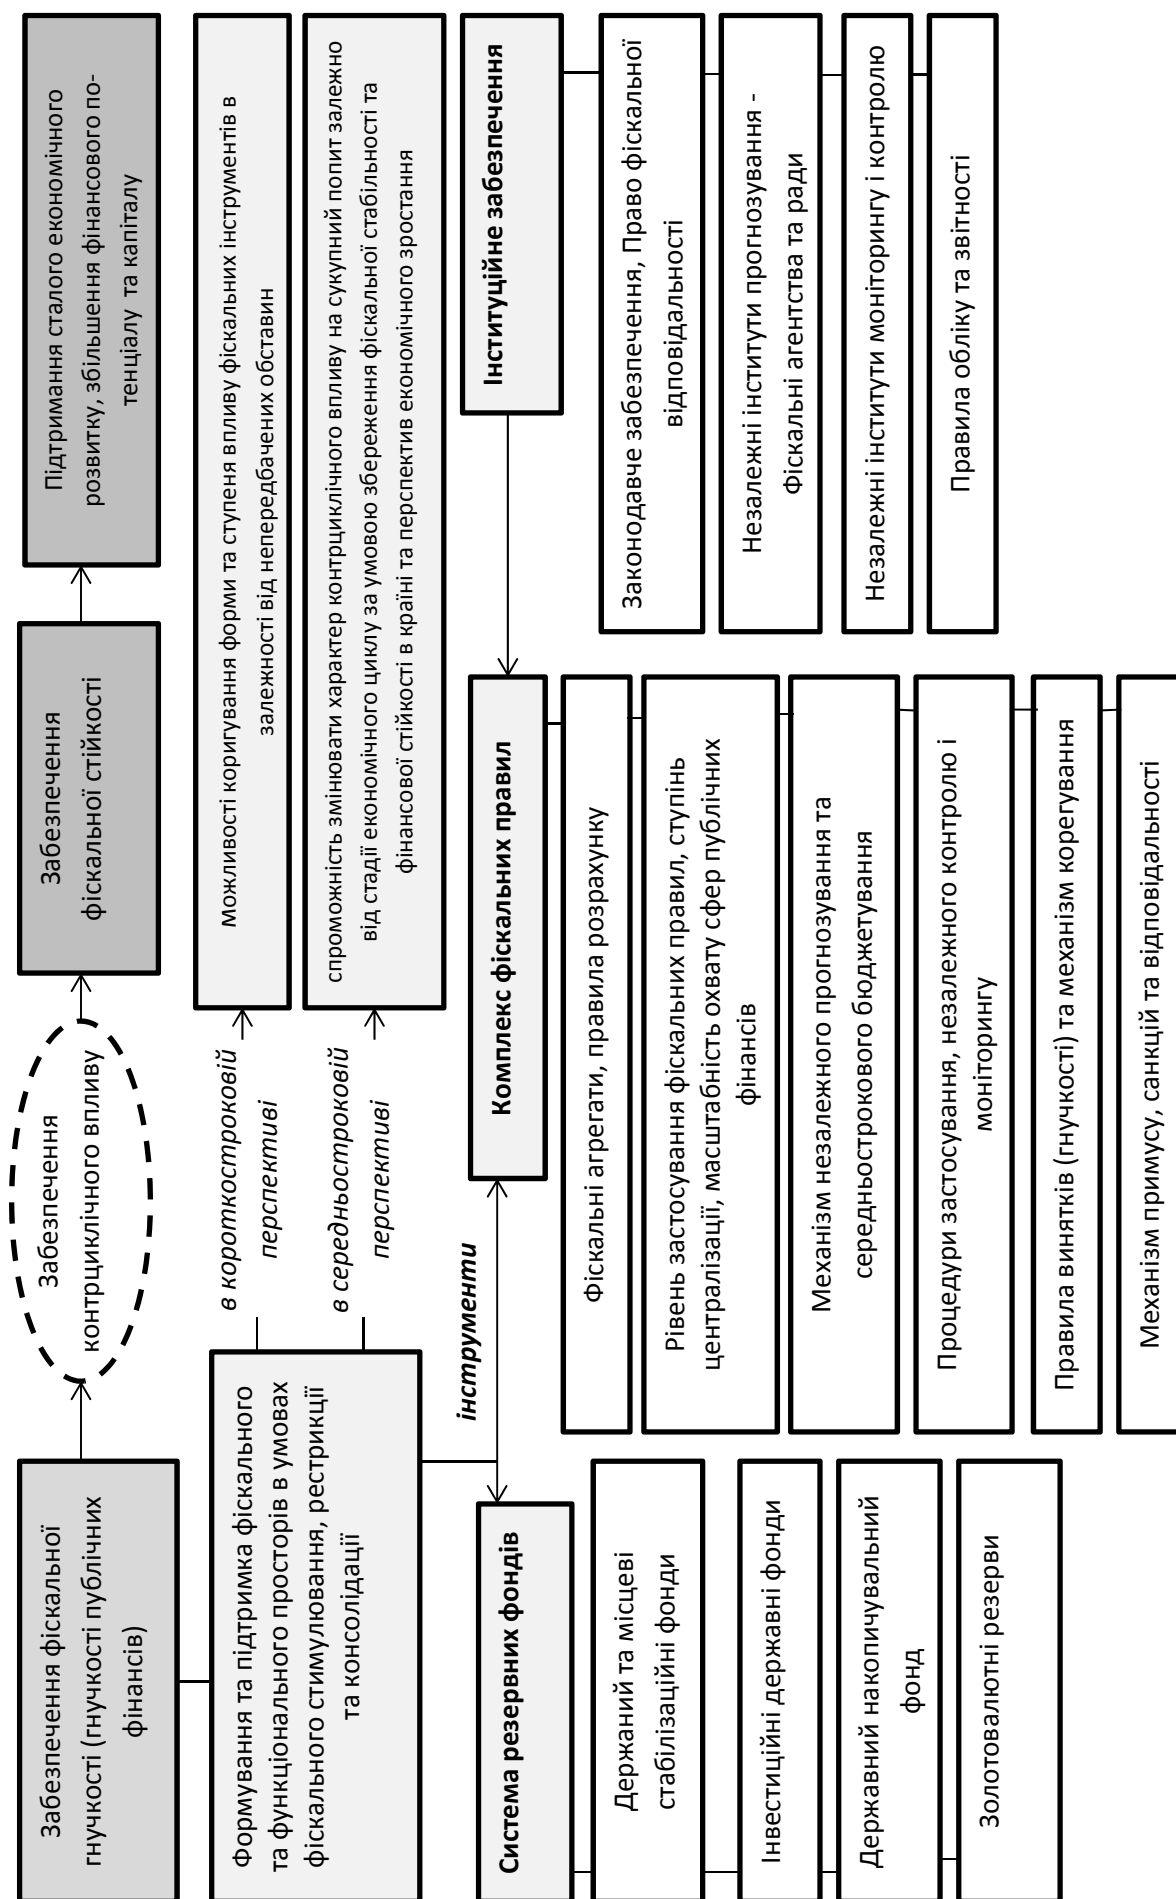 Забезпечення фіскальної
гнучкості (гнучкості публічних
фінансів)
Забезпечення
контрциклічного впливу
Забезпечення
фіскальної стійкості
Підтримання сталого економічного
розвитку, збільшення фінансового по-
тенціалу та капіталу
Формування та підтримка фіскального
та функціонального просторів в умовах
фіскального стимулювання, рестрикції
та консолідації
в короткостроковій
перспективі
Можливості коригування форми та ступеня впливу фіскальних інструментів в
залежності від непередбачених обставин
в середньостроковій
перспективі
спроможність змінювати характер контрциклічного впливу на сукупний попит залежно
від стадії економічного циклу за умовою збереження фіскальної стабільності та
фінансової стійкості в країні та перспектив економічного зростання
інструменти
Система резервних фондів
Держаний та місцеві
стабілізаційні фонди
Інвестиційні державні фонди
Державний накопичувальний
фонд
Золотовалютні резерви
Комплекс фіскальних правил
Фіскальні агрегати, правила розрахунку
Рівень застосування фіскальних правил, ступінь
централізації, масштабність охвату сфер публічних
фінансів
Механізм незалежного прогнозування та
середньострокового бюджетування
Процедури застосування, незалежного контролю і
моніторингу
Правила винятків (гнучкості) та механізм корегування
Механізм примусу, санкцій та відповідальності
Інституційне забезпечення
Законодавче забезпечення, Право фіскальної
відповідальності
Незалежні інститути прогнозування -
Фіскальні агентства та ради
Незалежні інститути моніторингу і контролю
Правила обліку та звітності